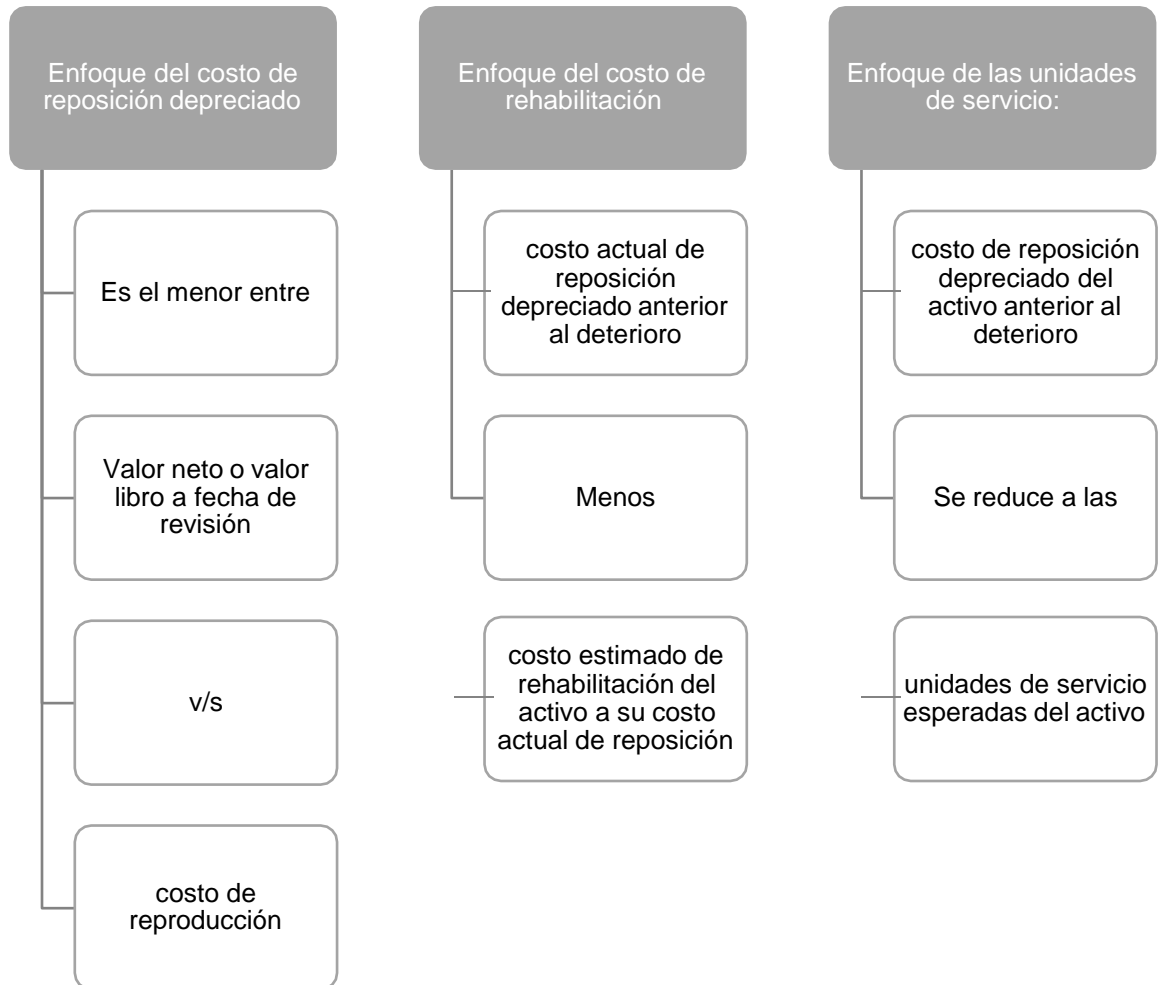 Enfoque del costo de
reposición depreciado
Es el menor entre
Valor neto o valor
libro a fecha de
revisión
v/s
costo de
reproducción
Enfoque del costo de
rehabilitación
costo actual de
reposición
depreciado anterior
al deterioro
Menos
costo estimado de
rehabilitación del
activo a su costo
actual de reposición
Enfoque de las unidades
de servicio:
costo de reposición
depreciado del
activo anterior al
deterioro
Se reduce a las
unidades de servicio
esperadas del activo